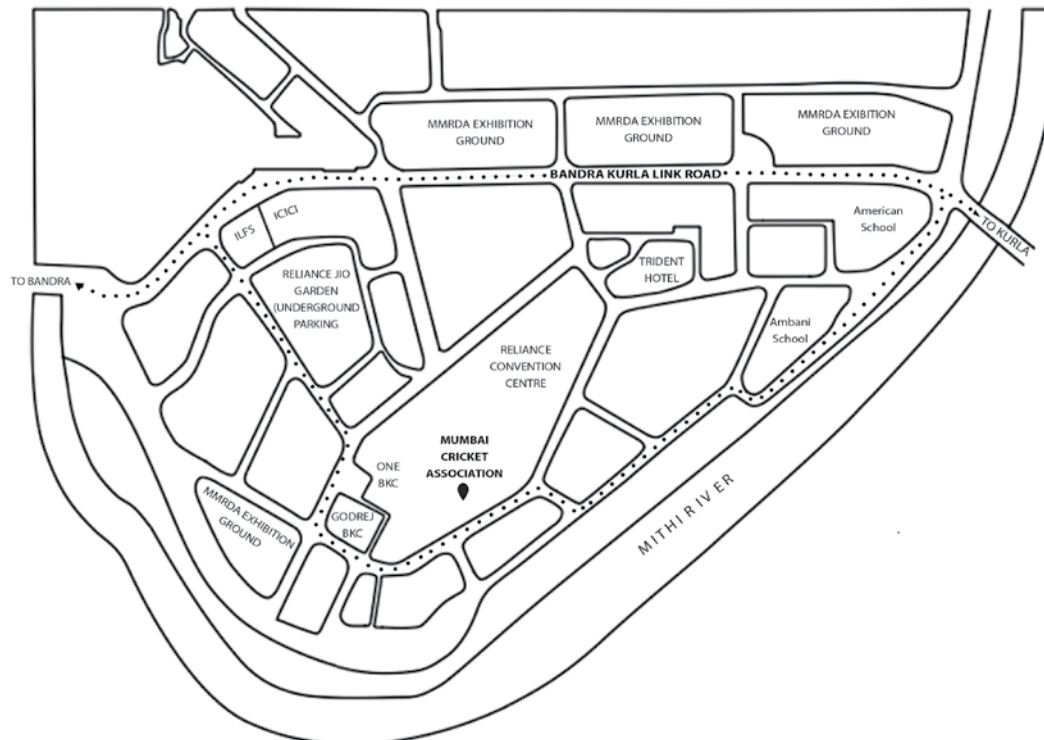 MMRDA EXHIBITION
GROUND
MMRDA EXHIBITION
GROUND
MMRDA EXIBITION
GROUND
BANDRA KURLA LINK ROAD
ILFS
ICICI
American
School
TO KURLA
TO BANDRA
RELIANCE JIO
GARDEN
(UNDERGROUND
PARKING
TRIDENT
HOTEL
Ambani
School
RELIANCE
CONVENTION
CENTRE
MUMBAI
CRICKET
ASSOCIATION
ONE
BKC
GODREJ
BKC
MMRDA EXHIBITION
GROUND
MITHI RIVER